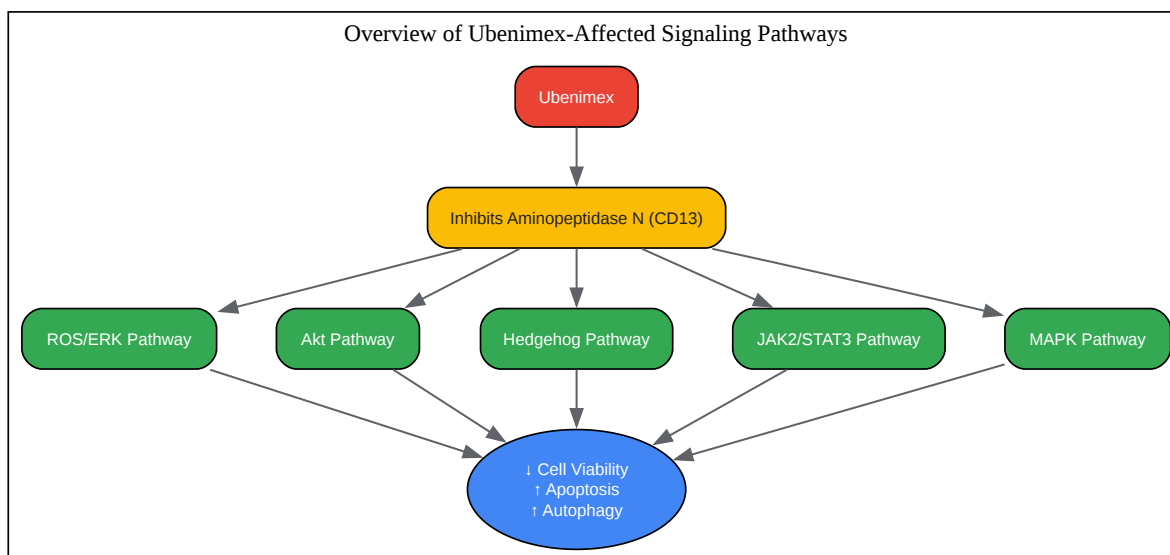 Overview of Ubenimex-Affected Signaling Pathways
Ubenimex
Inhibits Aminopeptidase N (CD13)
ROS/ERK Pathway
Akt Pathway
Hedgehog Pathway
JAK2/STAT3 Pathway
MAPK Pathway
↓ Cell Viability
↑ Apoptosis
↑ Autophagy